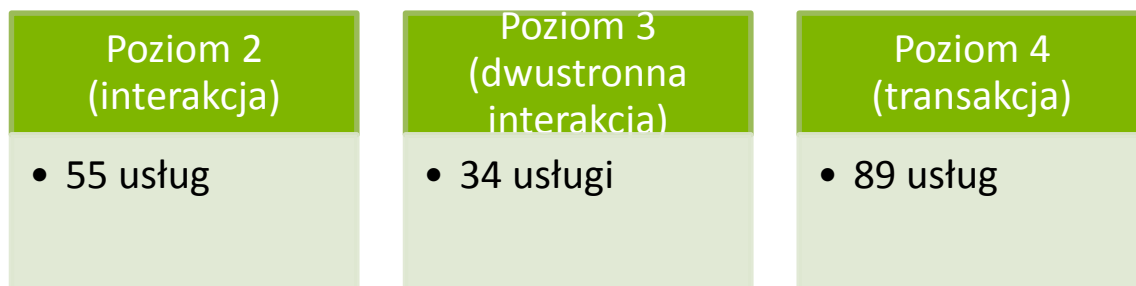 Poziom 2
(interakcja)
• 55 usług
Poziom 3
(dwustronna
interakcja)
• 34 usługi
Poziom 4
(transakcja)
• 89 usług